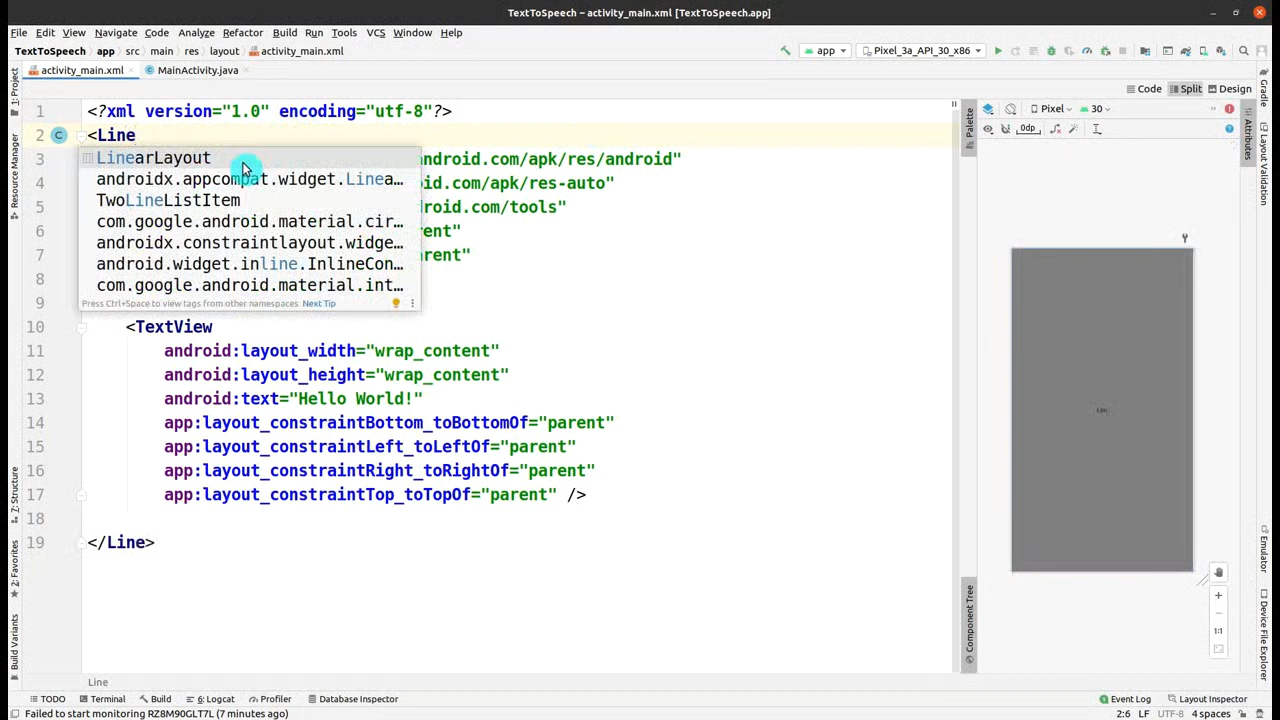 TextToSpeech – activity_main.xml [TextToSpeech.app]
File Edit View Navigate Code Analyze Refactor Build Run Tools VCS Window Help
TextToSpeech app src main res layout activity_main.xml app Pixel_3a_API_30_x86
activity_main.xml MainActivity.java
Code Split Design
1 <?xml version="1.0" encoding="utf-8"?>
2 <Line
3 android.com/apk/res/android"
4 id.com/apk/res-auto"
5 id.com/tools"
6 ent"
7 rent"
8
9
LinearLayout
androidx.appcompat.widget.Linea...
TwoLineListItem
com.google.android.material.cir...
androidx.constraintlayout.widge...
android.widget.inline.InlineCon...
com.google.android.material.int...
Press Ctrl+Space to view tags from other namespaces Next Tip
10 <TextView
11 android:layout_width="wrap_content"
12 android:layout_height="wrap_content"
13 android:text="Hello World!"
14 app:layout_constraintBottom_toBottomOf="parent"
15 app:layout_constraintLeft_toLeftOf="parent"
16 app:layout_constraintRight_toRightOf="parent"
17 app:layout_constraintTop_toTopOf="parent" />
18
19 </Line>
Line
Pixel 30
0dp
1:1
1: Project
Resource Manager
7: Structure
2: Favorites
Build Variants
Palette
Component Tree
Attributes
Gradle
Layout Validation
Emulator
Device File Explorer
TODO Terminal Build 6: Logcat Profiler Database Inspector Event Log Layout Inspector
Failed to start monitoring RZ8M90GLT7L (7 minutes ago) 2:6 LF UTF-8 4 spaces